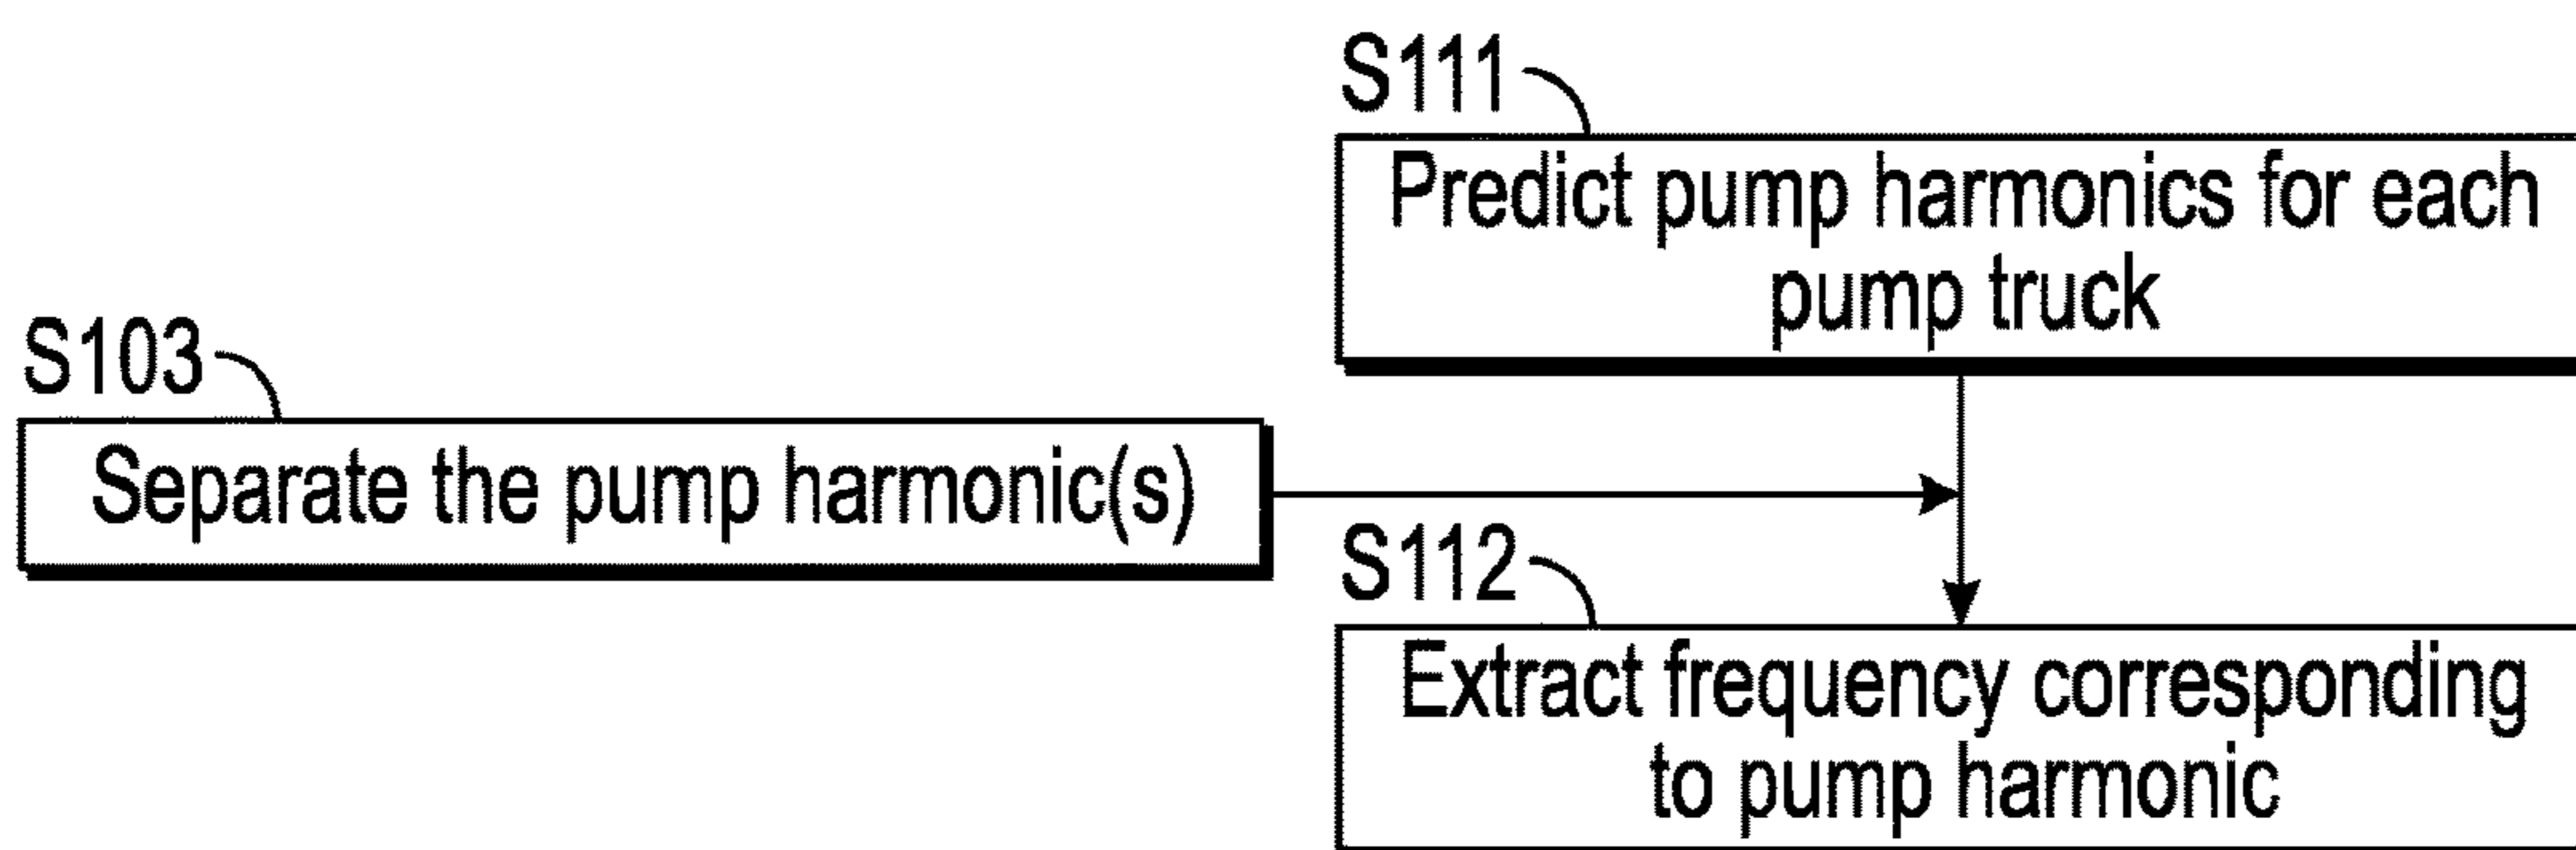 S111
Predict pump harmonics for each
pump truck
S103
Separate the pump harmonic(s)
S112
Extract frequency corresponding
to pump harmonic